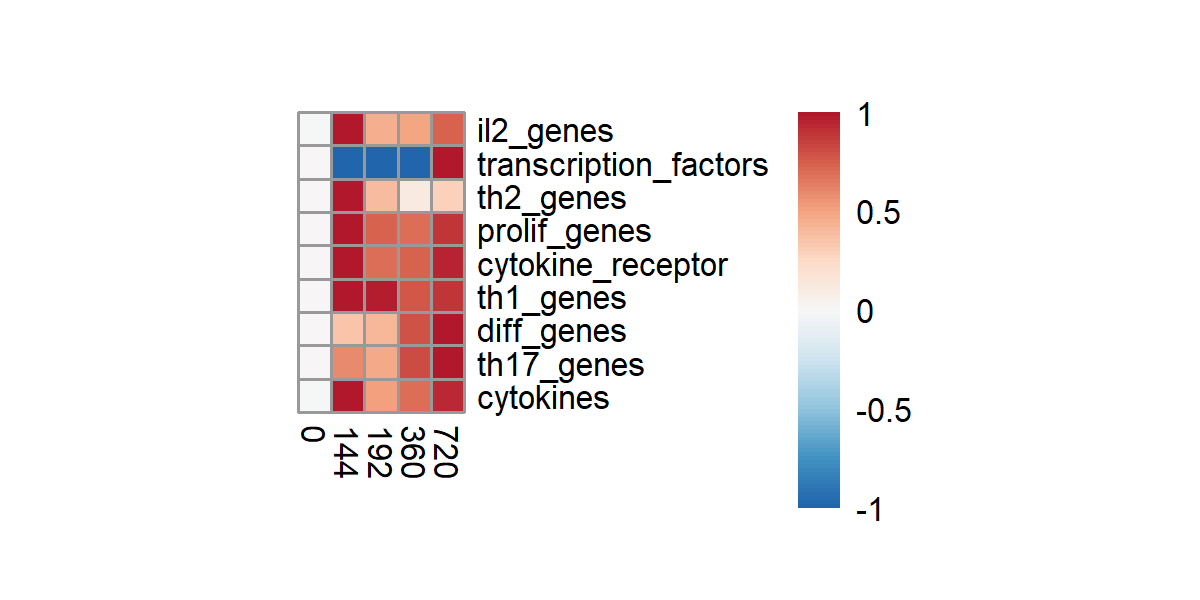 il2_genes
transcription_factors
th2_genes
prolif_genes
cytokine_receptor
th1_genes
diff_genes
th17_genes
cytokines
0
144
192
360
720
1
0.5
0
-0.5
-1